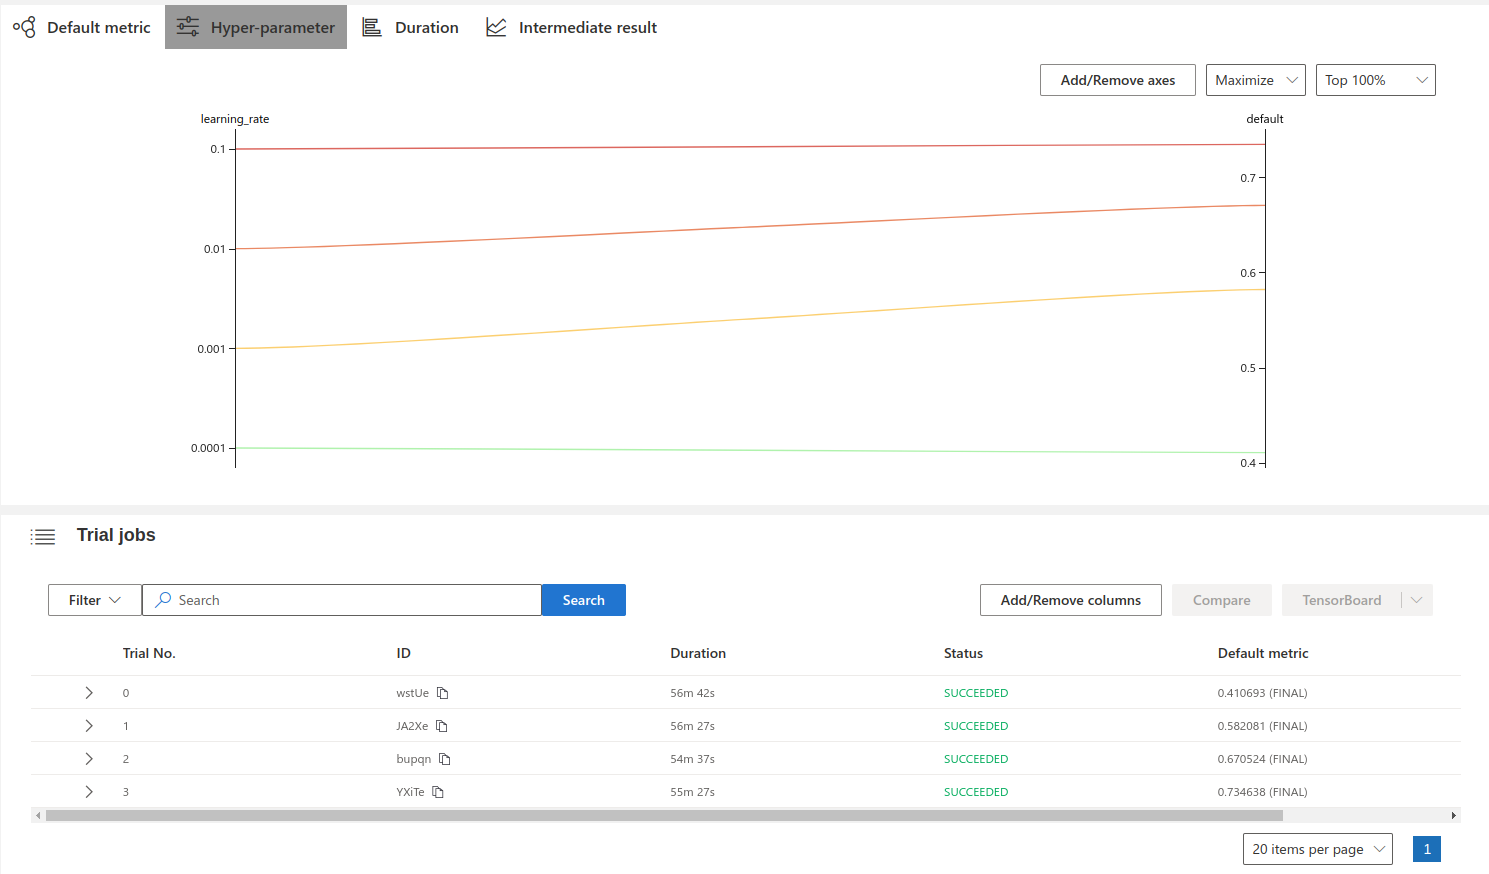 Default metric Hyper-parameter Duration Intermediate result
Add/Remove axes Maximize Top 100%
learning_rate default
0.1
0.7
0.01
0.6
0.001
0.5
0.0001
0.4
Trial jobs
Filter Search Search Add/Remove columns Compare TensorBoard
Trial No. ID Duration Status Default metric
0 wstUe 56m 42s SUCCEEDED 0.410693 (FINAL)
1 JA2Xe 56m 27s SUCCEEDED 0.582081 (FINAL)
2 bupqn 54m 37s SUCCEEDED 0.670524 (FINAL)
3 YXiTe 55m 27s SUCCEEDED 0.734638 (FINAL)
20 items per page 1